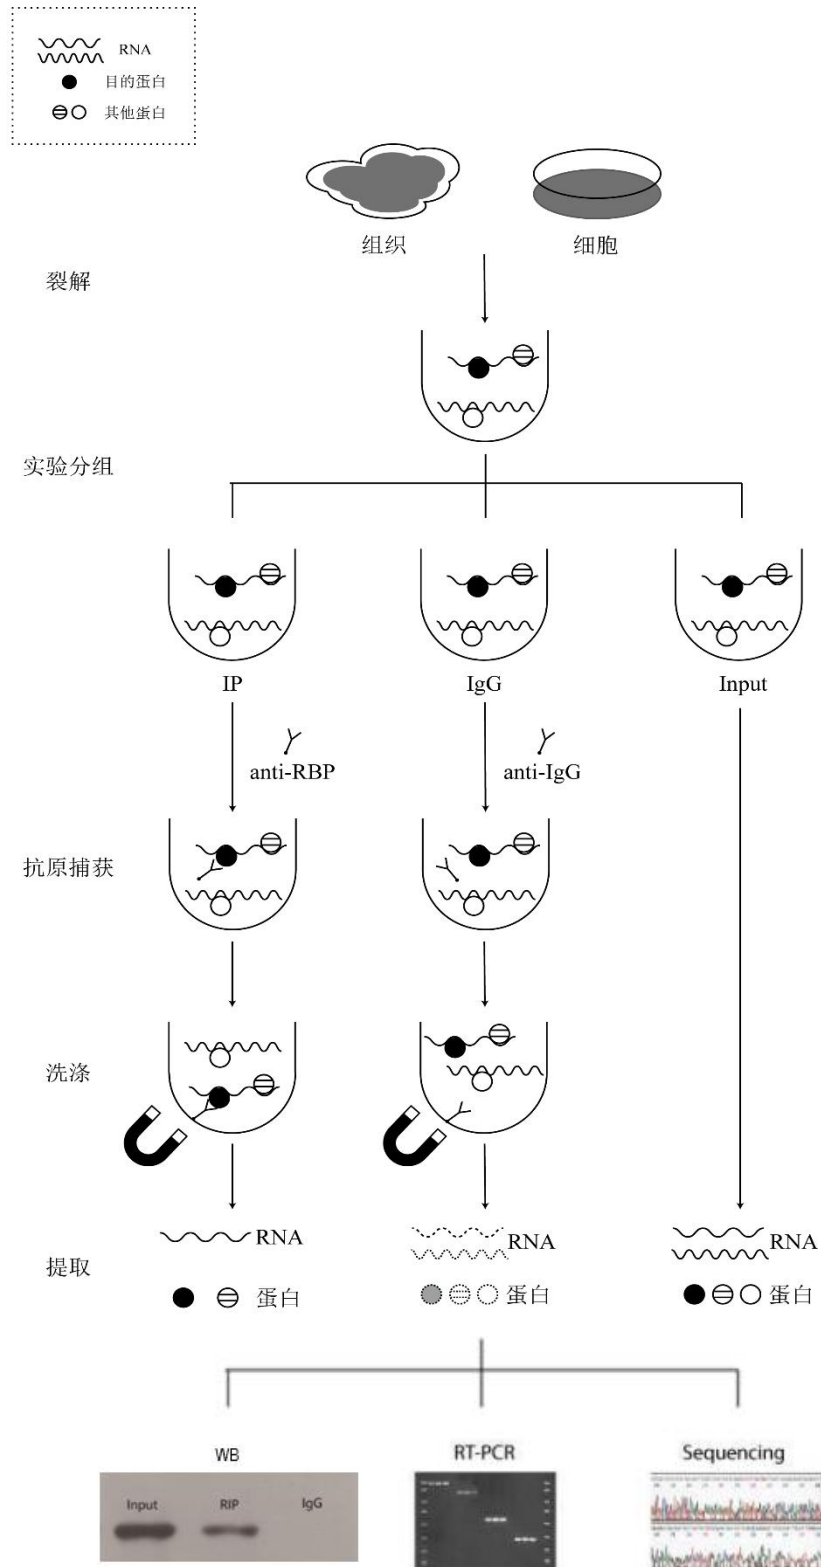 RNA
目的蛋白
其他蛋白
组织
细胞
裂解
实验分组
IP
IgG
Input
anti-RBP
anti-IgG
抗原捕获
洗涤
RNA
RNA
RNA
提取
蛋白
蛋白
蛋白
WB
RT-PCR
Sequencing
Input
RIP
IgG